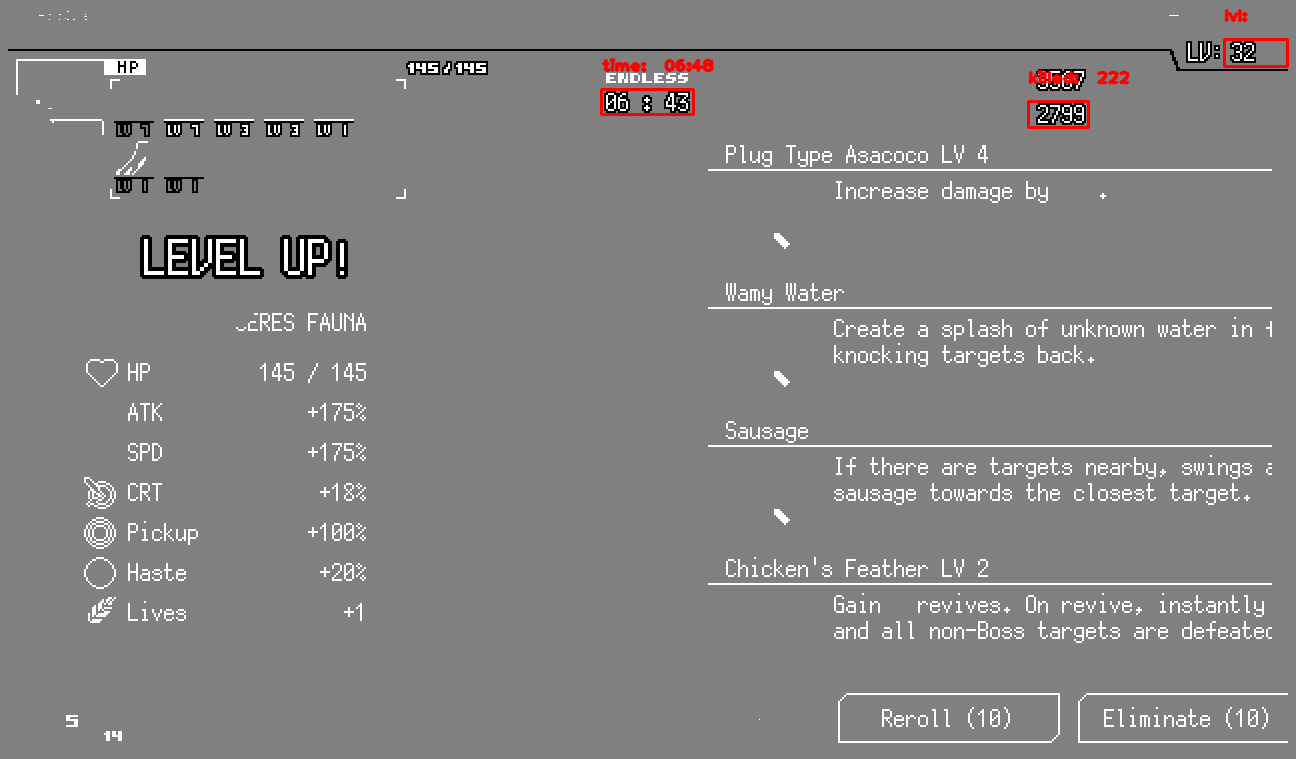 lvl:
LV: 32
HP
145/145
time: 06:48
ENDLESS
06 : 43
killed: 222
2799
LV 7 LV 7 LV 3 LV 3 LV 1
LV 1 LV 1
LEVEL UP!
CERES FAUNA
HP 145 / 145
ATK +175%
SPD +175%
CRT +18%
Pickup +100%
Haste +20%
Lives +1
5
14
Plug Type Asacoco LV 4
Increase damage by .
Wamy Water
Create a splash of unknown water in f
knocking targets back.
Sausage
If there are targets nearby, swings a
sausage towards the closest target.
Chicken's Feather LV 2
Gain revives. On revive, instantly
and all non-Boss targets are defeated
Reroll (10)
Eliminate (10)